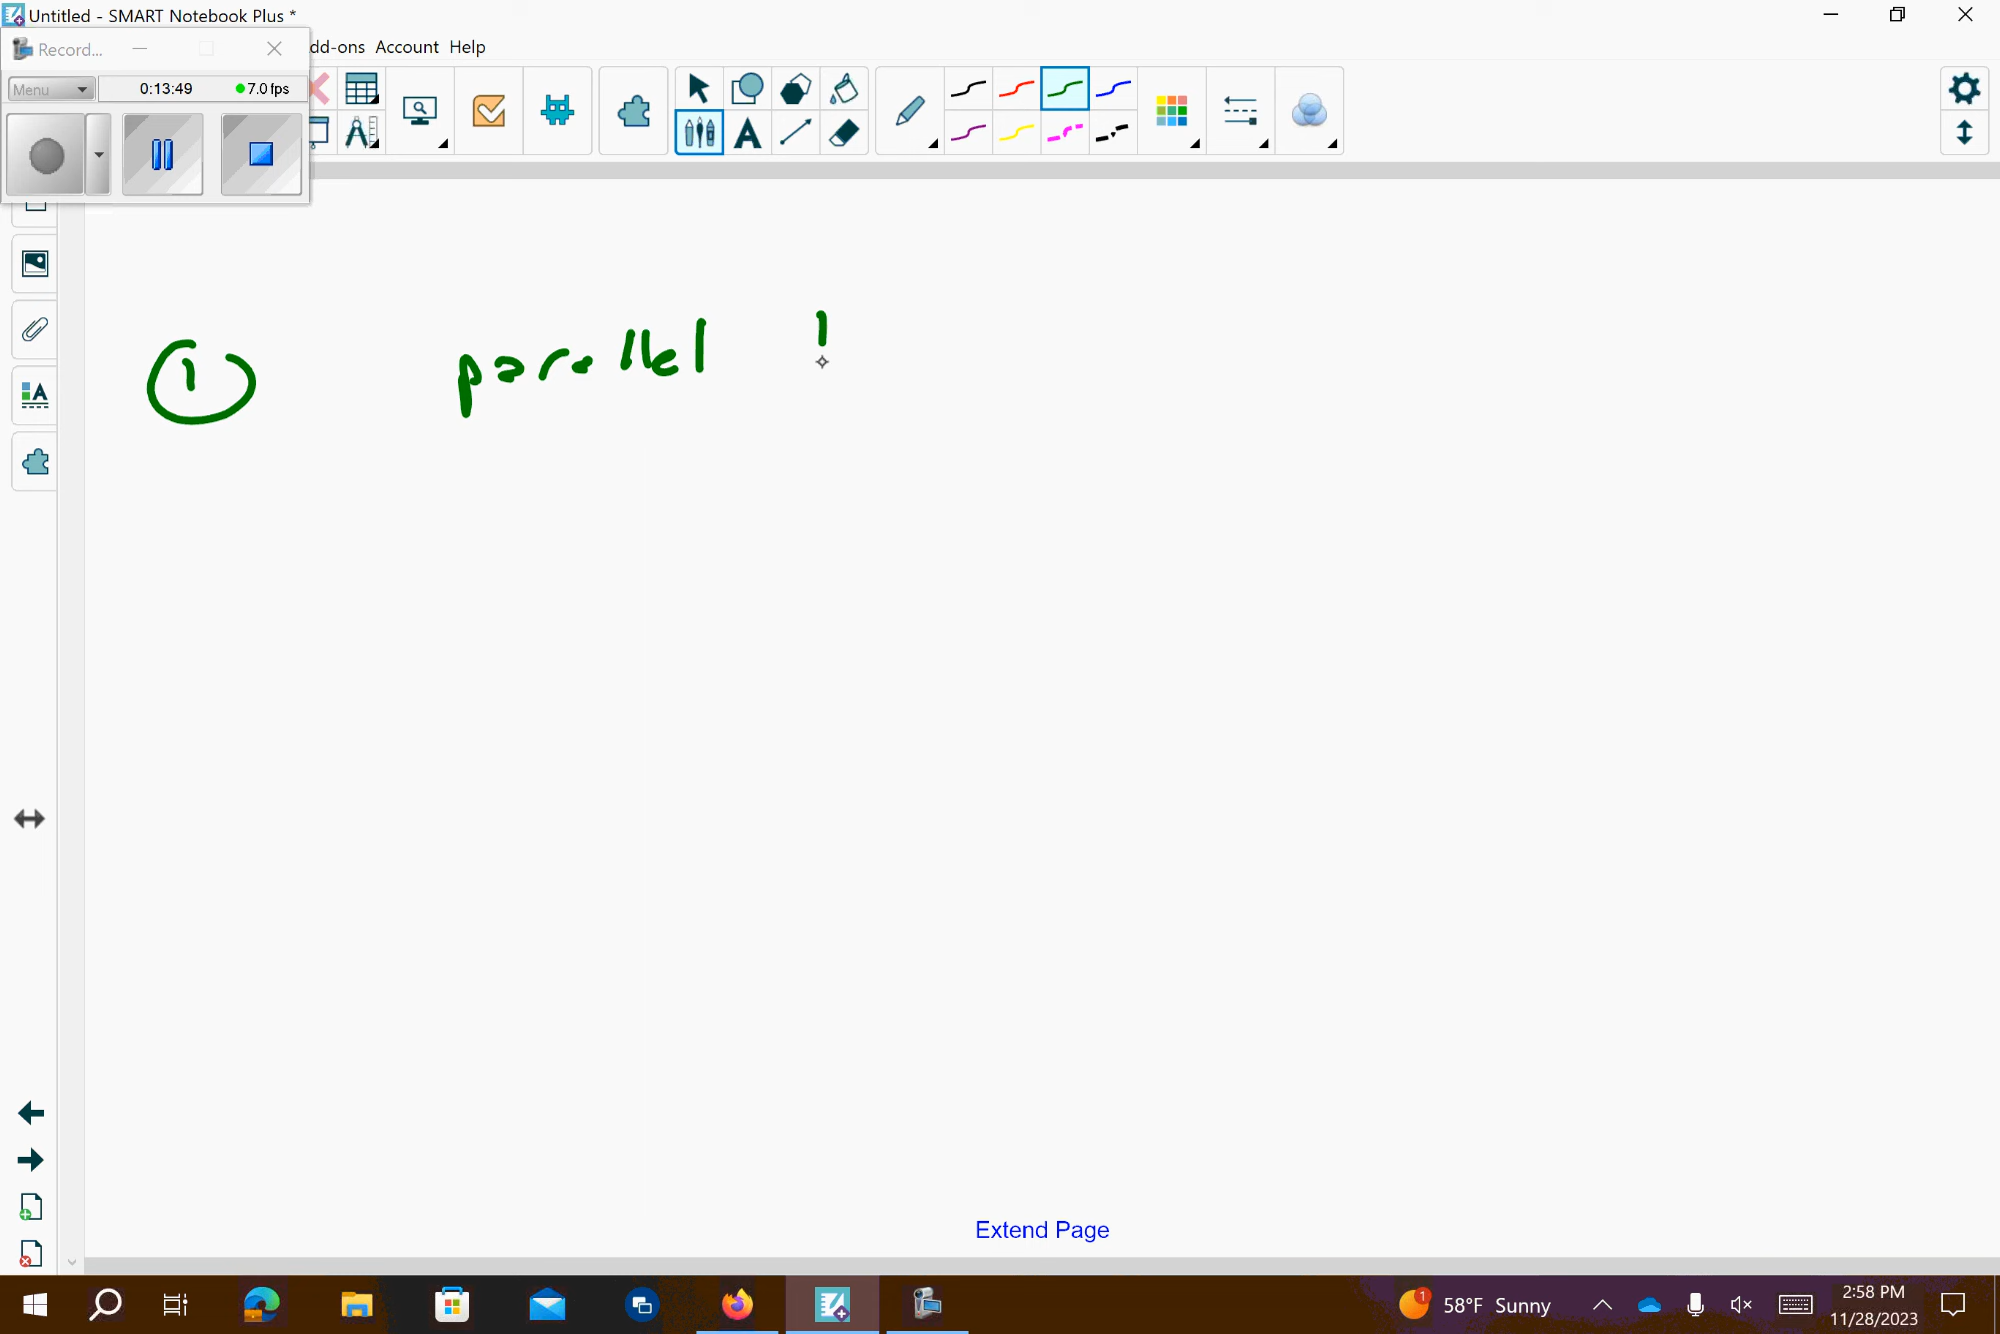 Untitled - SMART Notebook Plus *
Record...
dd-ons Account Help
Menu 0:13:49 7.0 fps
① parallel
Extend Page
1 58°F Sunny
2:58 PM
11/28/2023